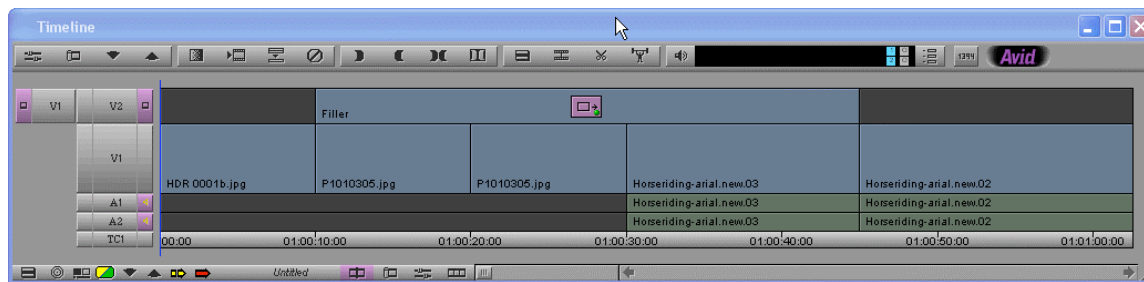 Timeline
1394 Avid
V1 V2
Filler
V1
HDR 0001b.jpg P1010305.jpg P1010305.jpg Horseriding-arial.new.03 Horseriding-arial.new.02
A1 Horseriding-arial.new.03 Horseriding-arial.new.02
A2 Horseriding-arial.new.03 Horseriding-arial.new.02
TC1 00:00 01:00:10:00 01:00:20:00 01:00:30:00 01:00:40:00 01:00:50:00 01:01:00:00
Untitled